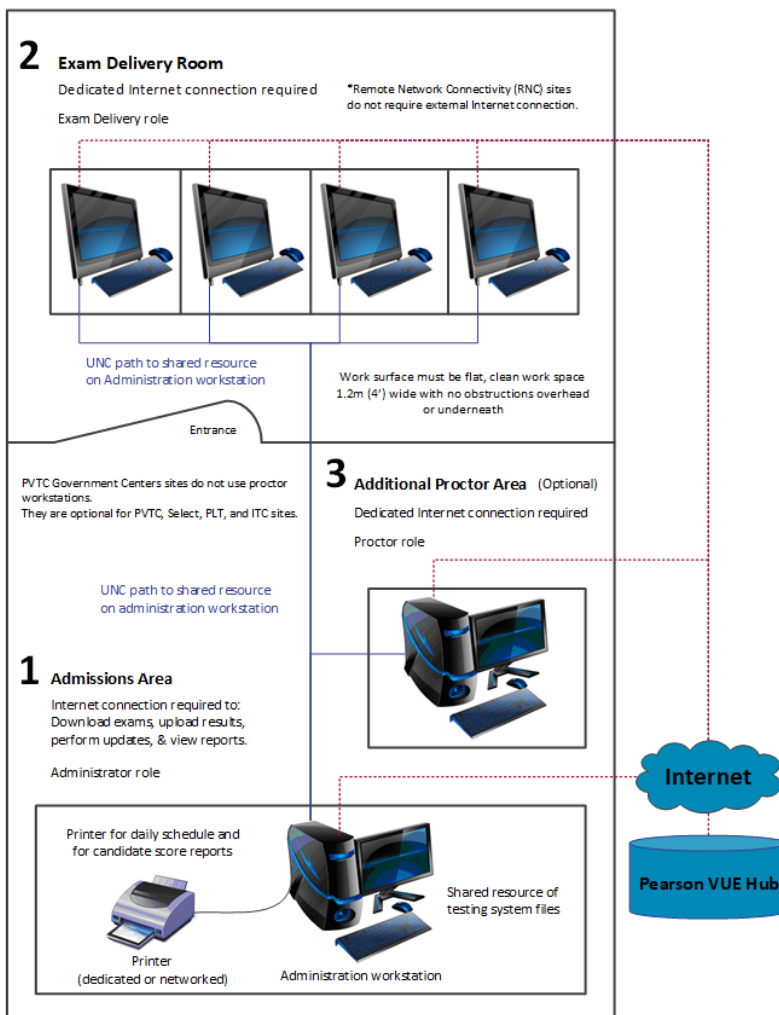 2 Exam Delivery Room
Dedicated Internet connection required
Exam Delivery role
*Remote Network Connectivity (RNC) sites
do not require external Internet connection.
UNC path to shared resource
on Administration workstation
Work surface must be flat, clean work space
1.2m (4') wide with no obstructions overhead
or underneath
Entrance
PVTC Government Centers sites do not use proctor
workstations.
They are optional for PVTC, Select, PLT, and ITC sites.
3 Additional Proctor Area (Optional)
Dedicated Internet connection required
Proctor role
UNC path to shared resource
on administration workstation
1 Admissions Area
Internet connection required to:
Download exams, upload results,
perform updates, & view reports.
Administrator role
Internet
Pearson VUE Hub
Printer for daily schedule and
for candidate score reports
Shared resource of
testing system files
Printer
(dedicated or networked)
Administration workstation